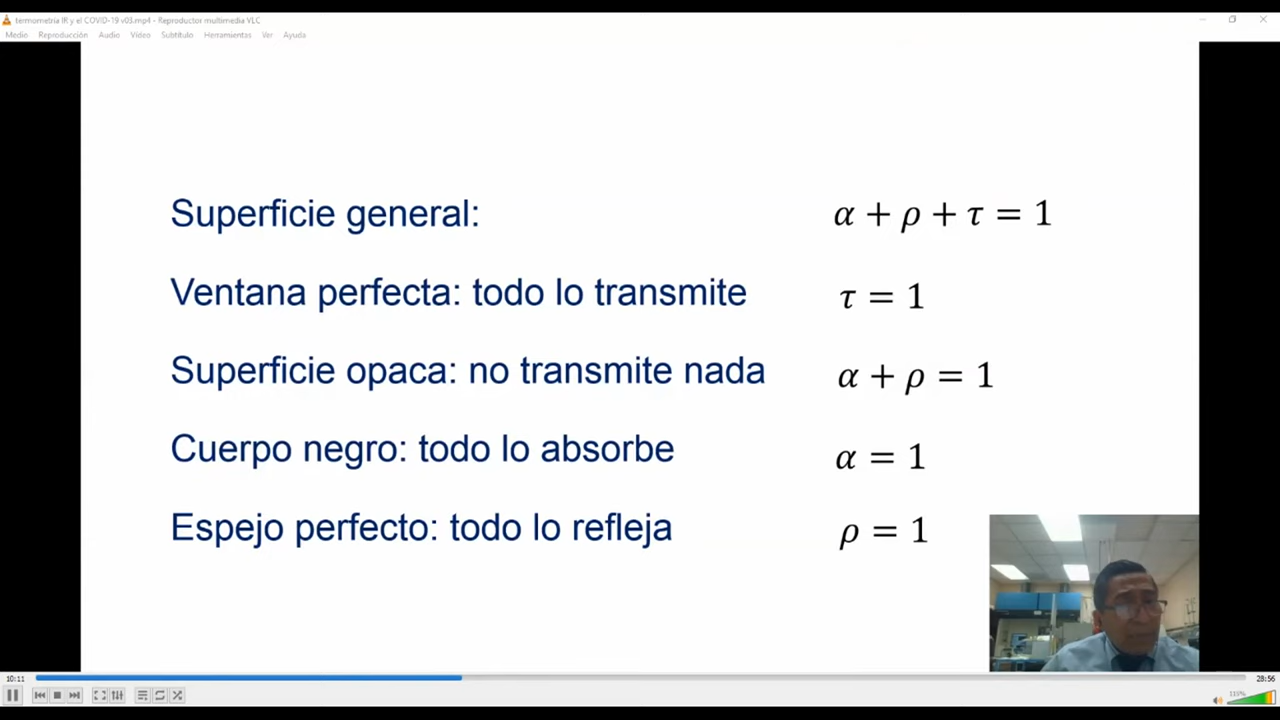 termometría IR y el COVID-19 v03.mp4 - Reproductor multimedia VLC
Medio Reproducción Audio Vídeo Subtítulo Herramientas Ver Ayuda
Superficie general: α + ρ + τ = 1
Ventana perfecta: todo lo transmite τ = 1
Superficie opaca: no transmite nada α + ρ = 1
Cuerpo negro: todo lo absorbe α = 1
Espejo perfecto: todo lo refleja ρ = 1
10:11 28:56
115%